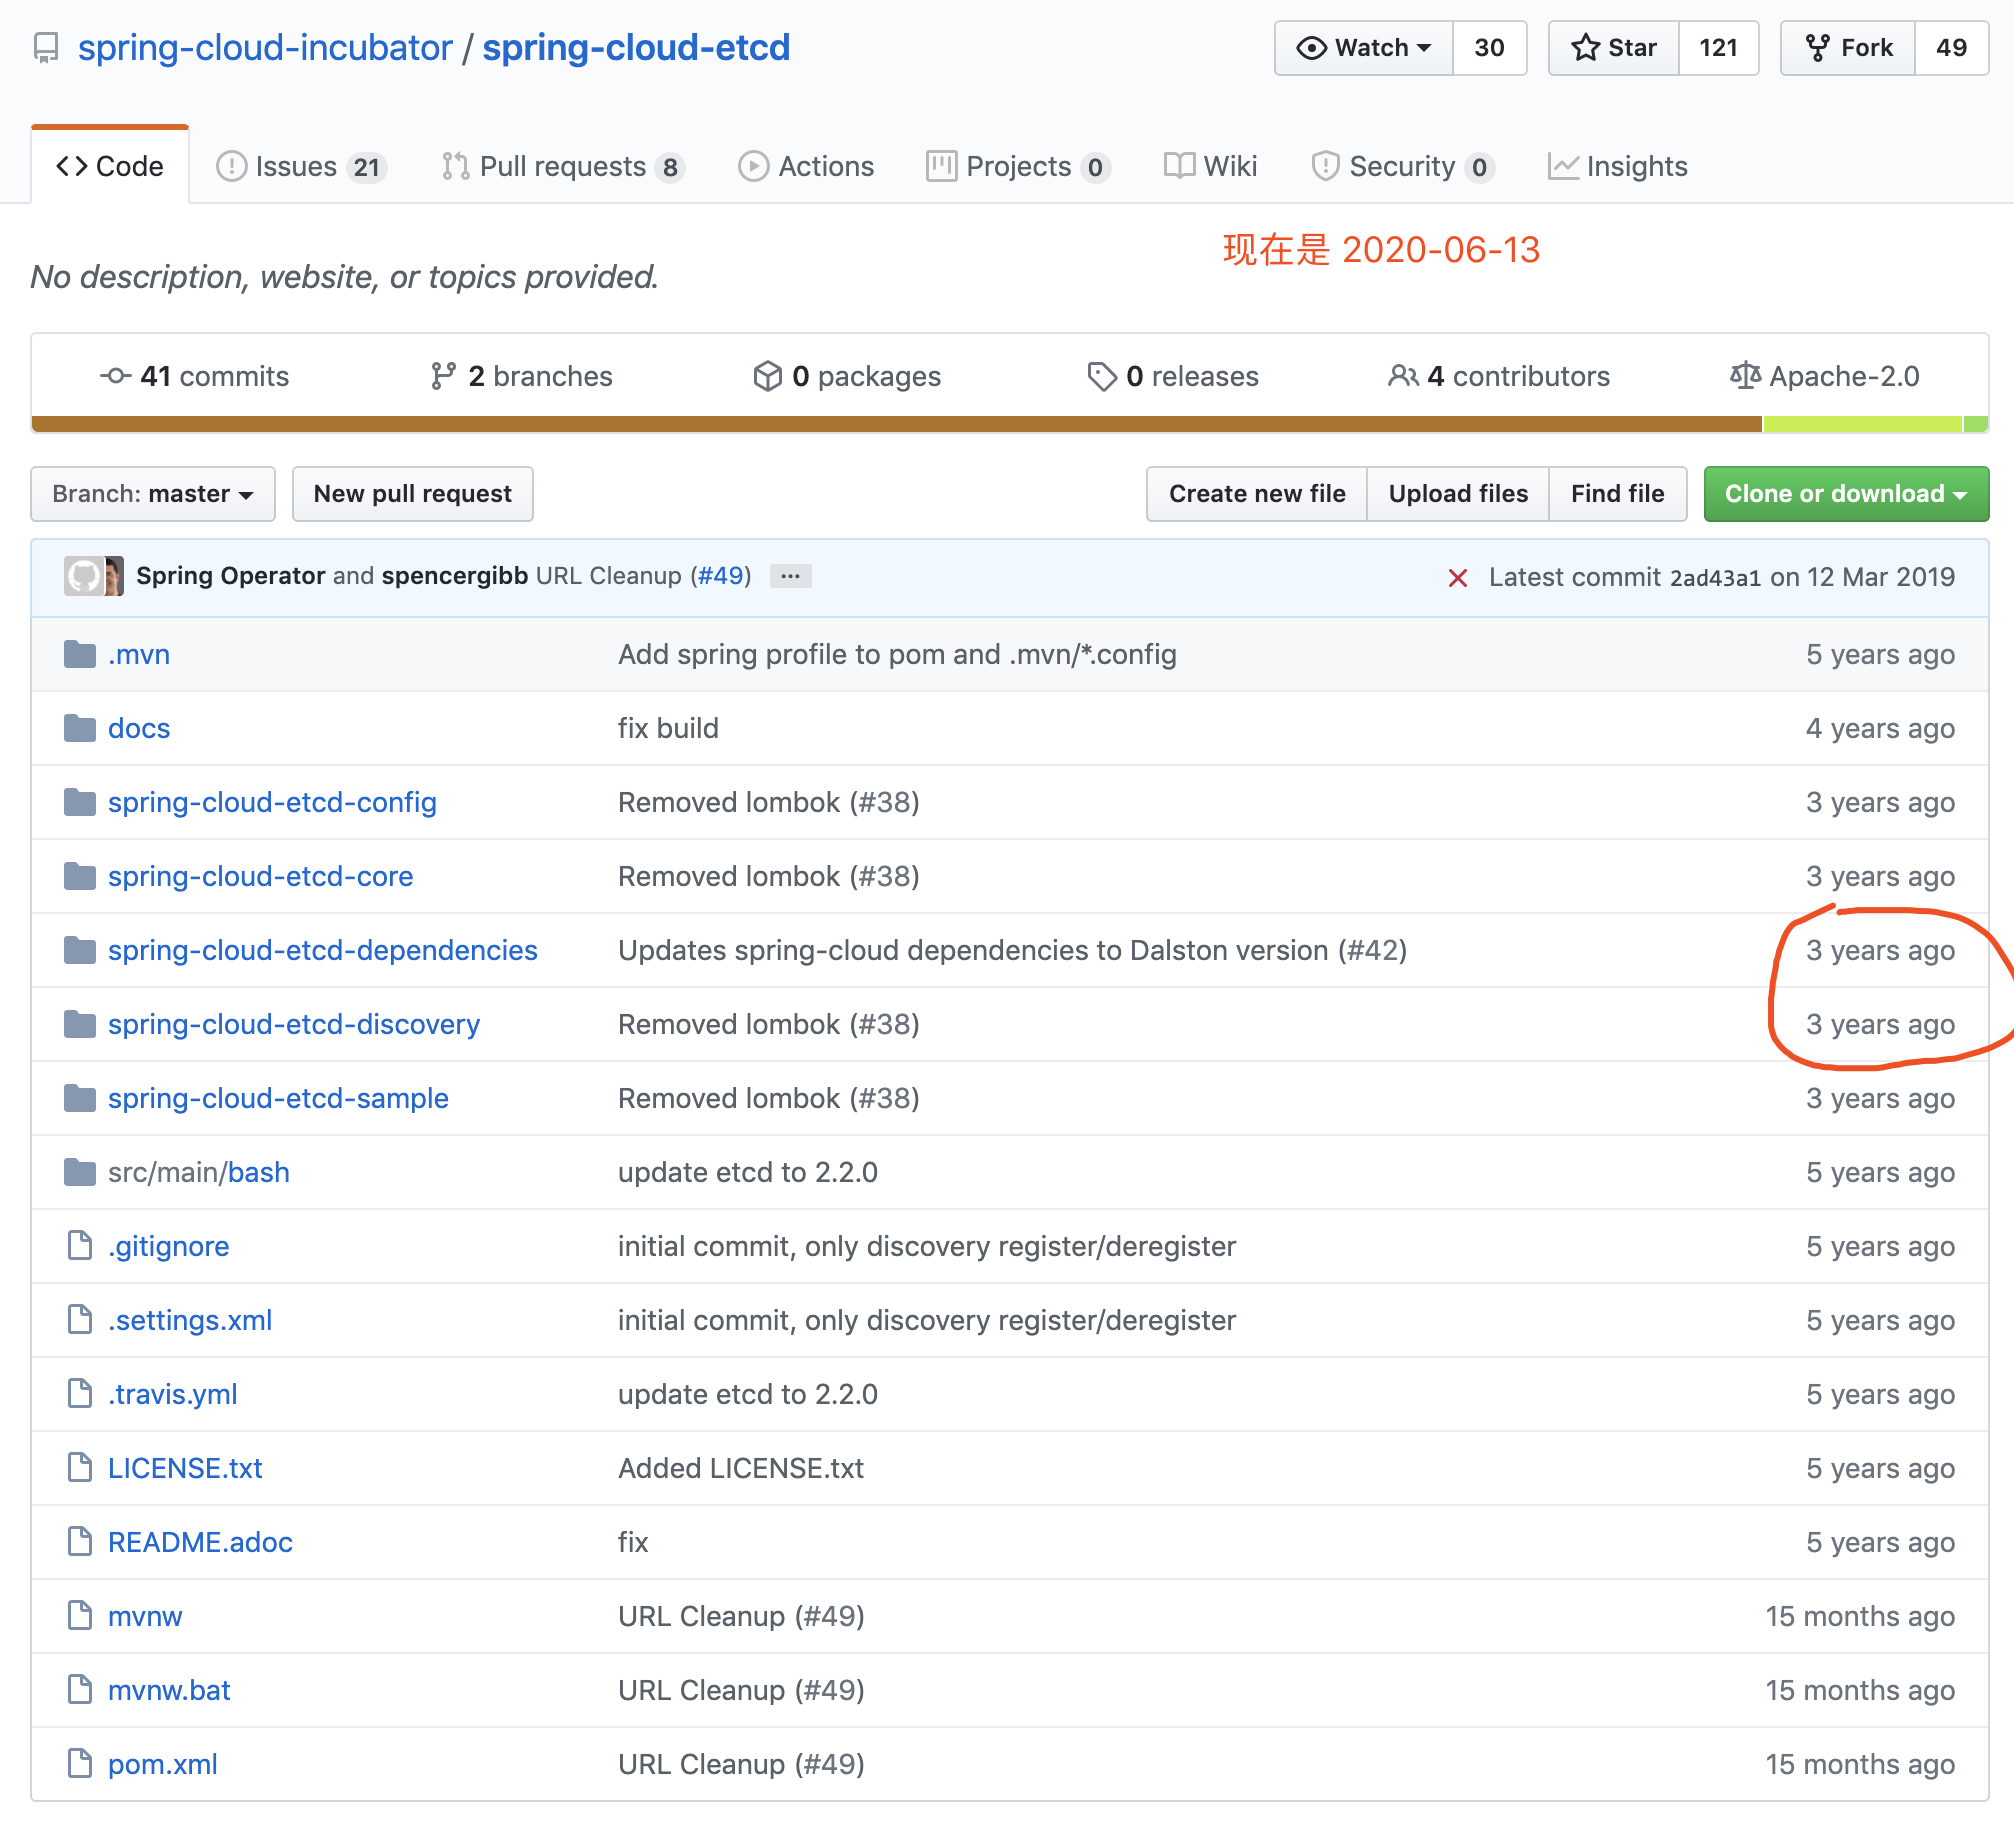 spring-cloud-incubator / spring-cloud-etcd
Watch 30 Star 121 Fork 49
Code Issues 21 Pull requests 8 Actions Projects 0 Wiki Security 0 Insights
现在是 2020-06-13
No description, website, or topics provided.
41 commits 2 branches 0 packages 0 releases 4 contributors Apache-2.0
Branch: master New pull request Create new file Upload files Find file Clone or download
Spring Operator and spencergibb URL Cleanup (#49) ... Latest commit 2ad43a1 on 12 Mar 2019
.mvn Add spring profile to pom and .mvn/*.config 5 years ago
docs fix build 4 years ago
spring-cloud-etcd-config Removed lombok (#38) 3 years ago
spring-cloud-etcd-core Removed lombok (#38) 3 years ago
spring-cloud-etcd-dependencies Updates spring-cloud dependencies to Dalston version (#42) 3 years ago
spring-cloud-etcd-discovery Removed lombok (#38) 3 years ago
spring-cloud-etcd-sample Removed lombok (#38) 3 years ago
src/main/bash update etcd to 2.2.0 5 years ago
.gitignore initial commit, only discovery register/deregister 5 years ago
.settings.xml initial commit, only discovery register/deregister 5 years ago
.travis.yml update etcd to 2.2.0 5 years ago
LICENSE.txt Added LICENSE.txt 5 years ago
README.adoc fix 5 years ago
mvnw URL Cleanup (#49) 15 months ago
mvnw.bat URL Cleanup (#49) 15 months ago
pom.xml URL Cleanup (#49) 15 months ago